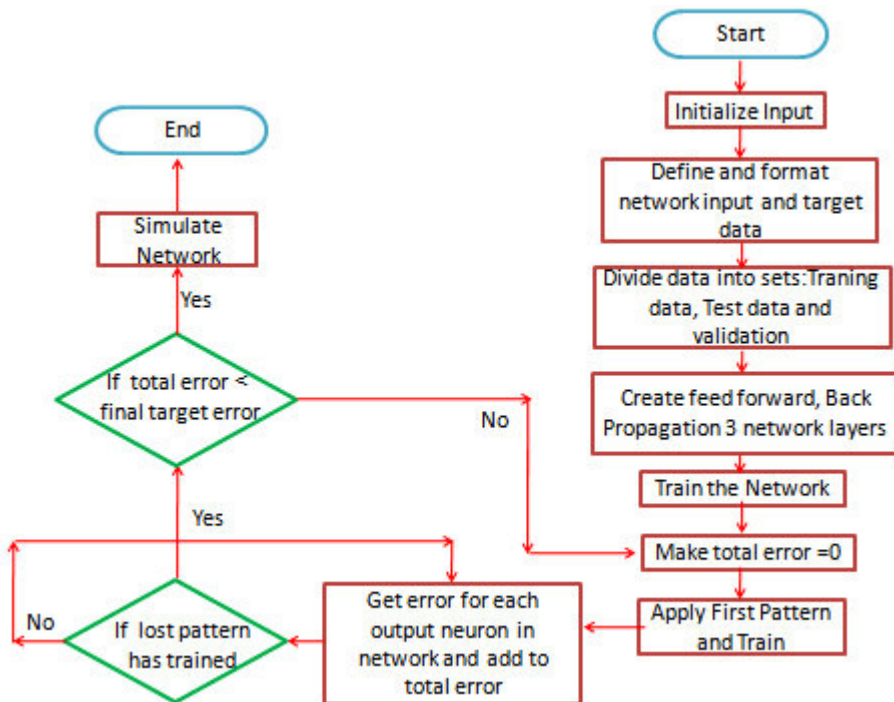 Start
Initialize Input
Define and format
network input and target
data
Divide data into sets:Traning
data, Test data and
validation
Create feed forward, Back
Propagation 3 network layers
Train the Network
Make total error =0
Apply First Pattern
and Train
Get error for each
output neuron in
network and add to
total error
If lost pattern
has trained
No
Yes
If total error <
final target error
No
Yes
Simulate
Network
End